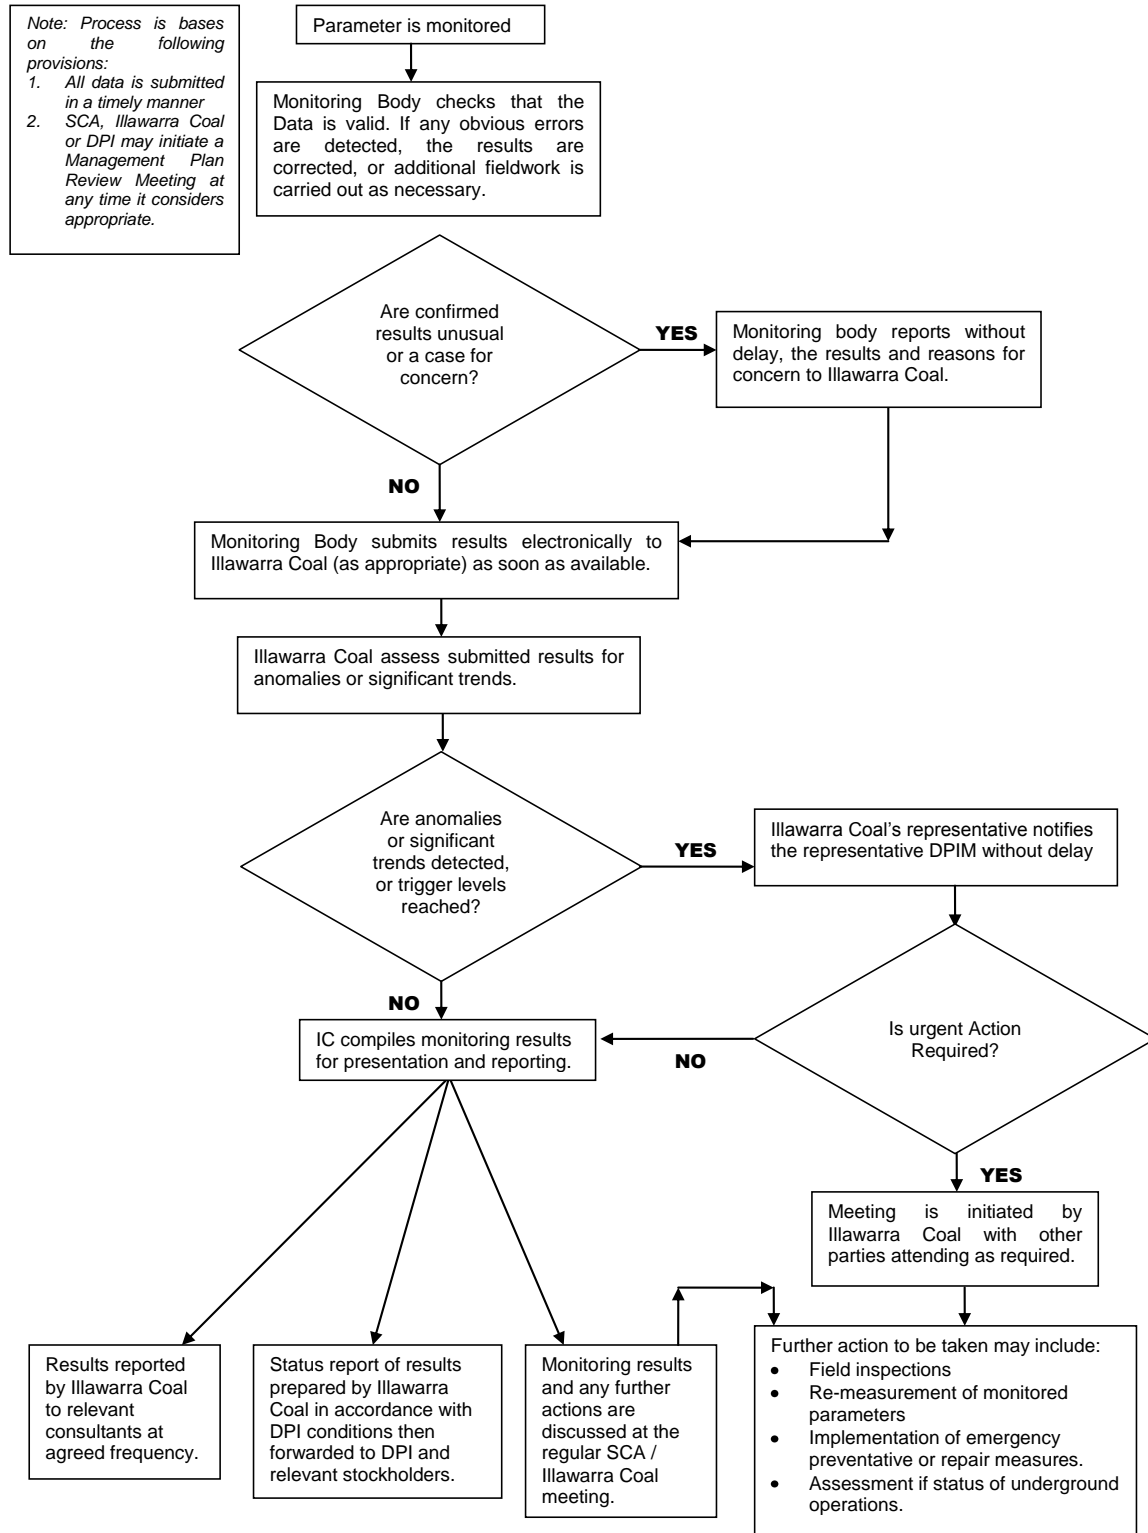 Note: Process is bases
on the following
provisions:
1. All data is submitted
in a timely manner
2. SCA, Illawarra Coal
or DPI may initiate a
Management Plan
Review Meeting at
any time it considers
appropriate.
Parameter is monitored
Monitoring Body checks that the
Data is valid. If any obvious errors
are detected, the results are
corrected, or additional fieldwork is
carried out as necessary.
Are confirmed
results unusual
or a case for
concern?
YES
Monitoring body reports without
delay, the results and reasons for
concern to Illawarra Coal.
NO
Monitoring Body submits results electronically to
Illawarra Coal (as appropriate) as soon as available.
Illawarra Coal assess submitted results for
anomalies or significant trends.
Are anomalies
or significant
trends detected,
or trigger levels
reached?
YES
Illawarra Coal’s representative notifies
the representative DPIM without delay
NO
IC compiles monitoring results
for presentation and reporting.
Is urgent Action
Required?
NO
YES
Meeting is initiated by
Illawarra Coal with other
parties attending as required.
Results reported
by Illawarra Coal
to relevant
consultants at
agreed frequency.
Status report of results
prepared by Illawarra
Coal in accordance with
DPI conditions then
forwarded to DPI and
relevant stockholders.
Monitoring results
and any further
actions are
discussed at the
regular SCA /
Illawarra Coal
meeting.
Further action to be taken may include:
• Field inspections
• Re-measurement of monitored
parameters
• Implementation of emergency
preventative or repair measures.
• Assessment if status of underground
operations.